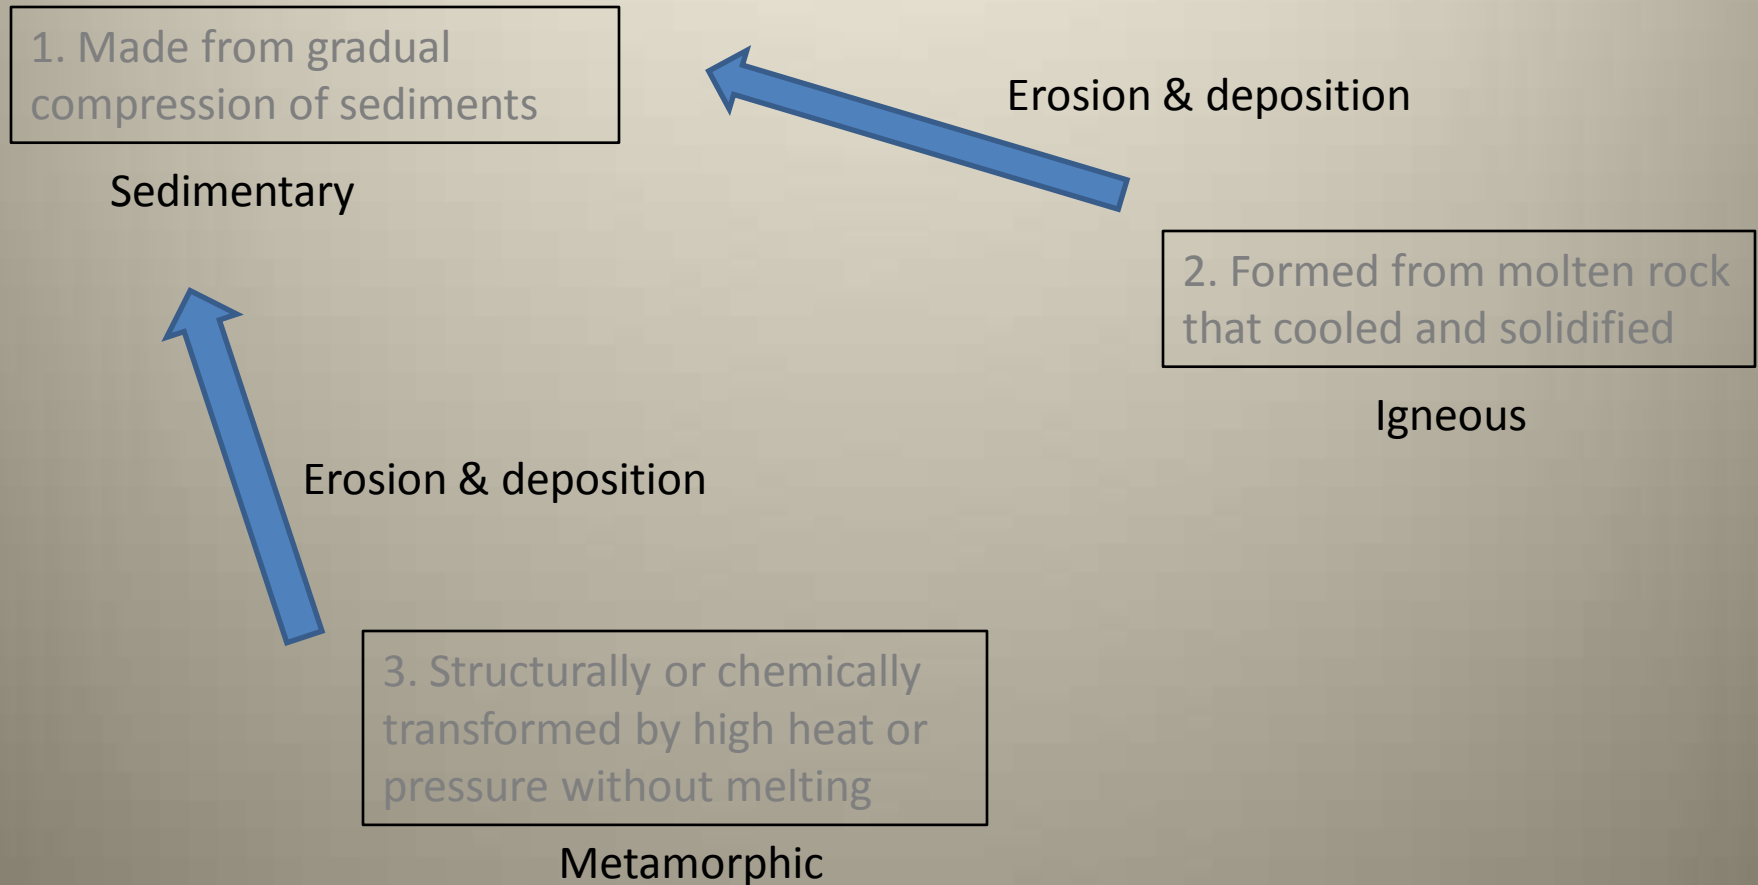 1. Made from gradual
compression of sediments
Sedimentary
Erosion & deposition
2. Formed from molten rock
that cooled and solidified
Igneous
Erosion & deposition
3. Structurally or chemically
transformed by high heat or
pressure without melting
Metamorphic